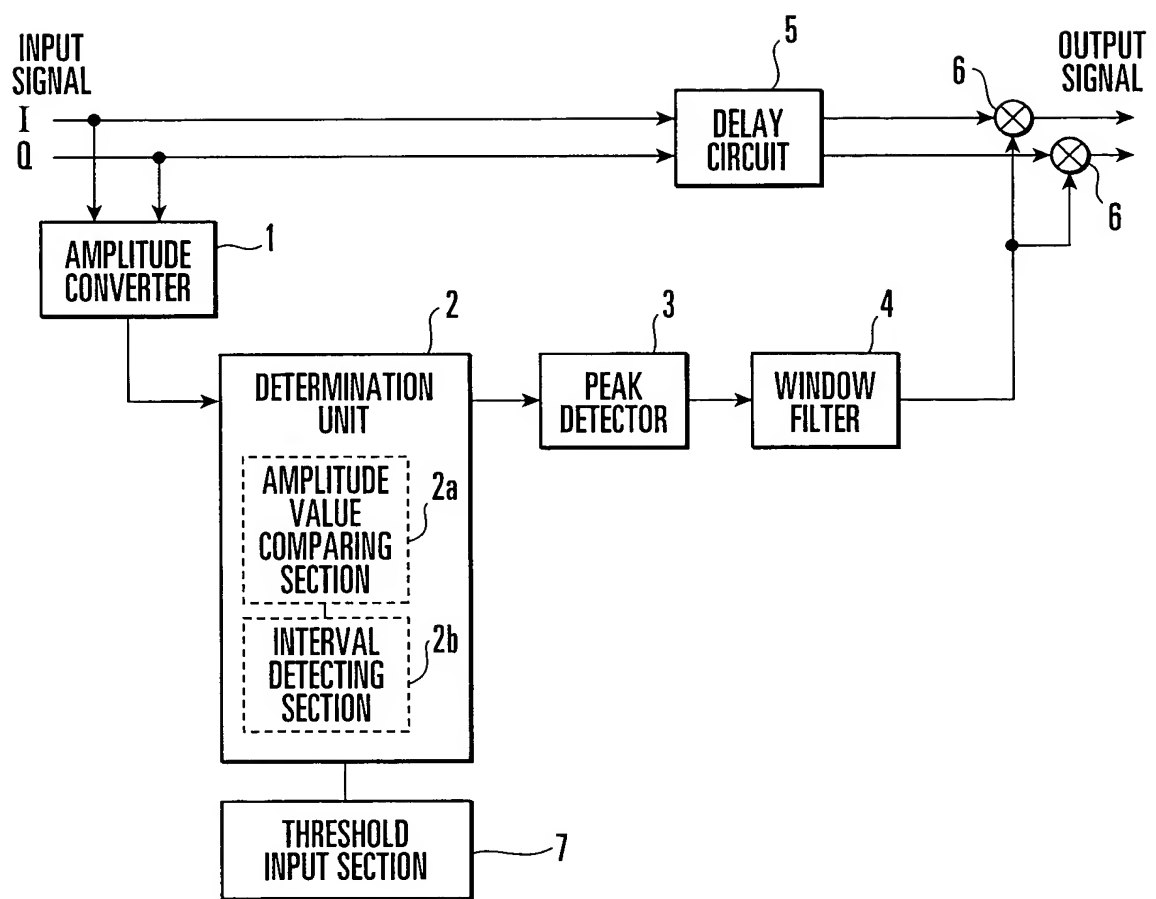 INPUT
SIGNAL
I
Q
5
DELAY
CIRCUIT
6
OUTPUT
SIGNAL
6
AMPLITUDE
CONVERTER
1
2
DETERMINATION
UNIT
AMPLITUDE
VALUE
COMPARING
SECTION
2a
INTERVAL
DETECTING
SECTION
2b
3
PEAK
DETECTOR
4
WINDOW
FILTER
THRESHOLD
INPUT SECTION
7